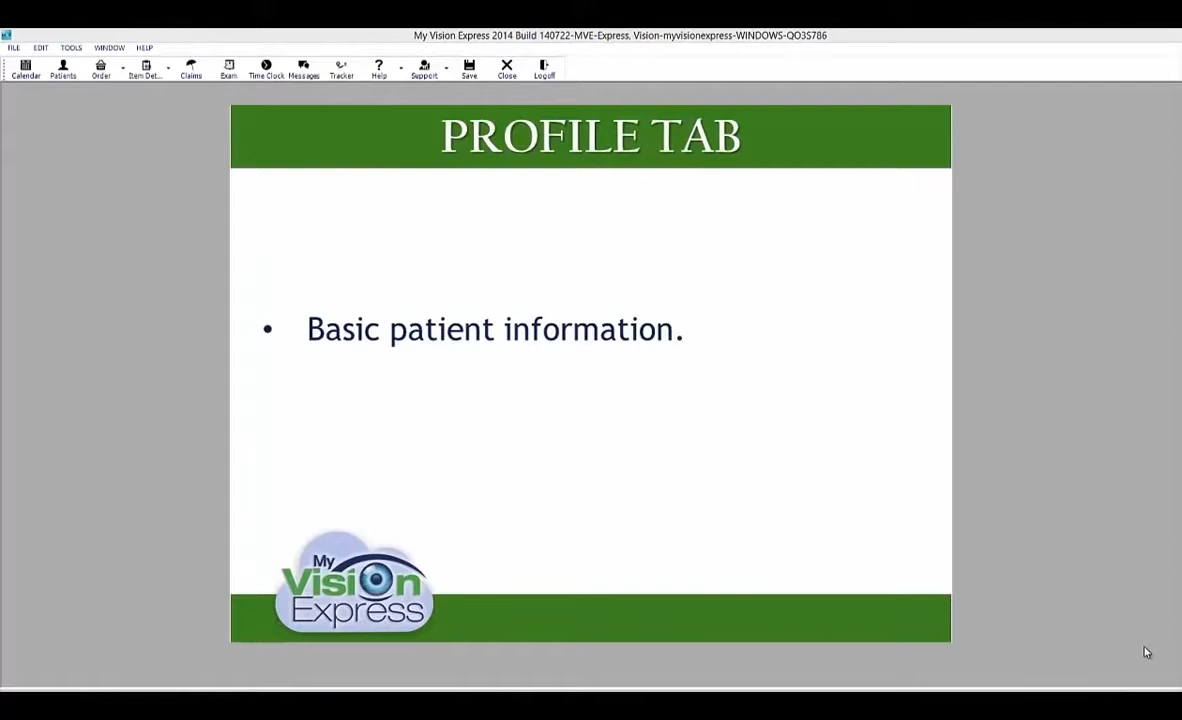 My Vision Express 2014 Build 140722-MVE-Express, Vision-myvisionexpress-WINDOWS-QO3S786
FILE EDIT TOOLS WINDOW HELP
Calendar Patients Order Item Det... Claims Exam Time Clock Messages Tracker Help Support Save Close Logoff
PROFILE TAB
• Basic patient information.
My
Vision
Express